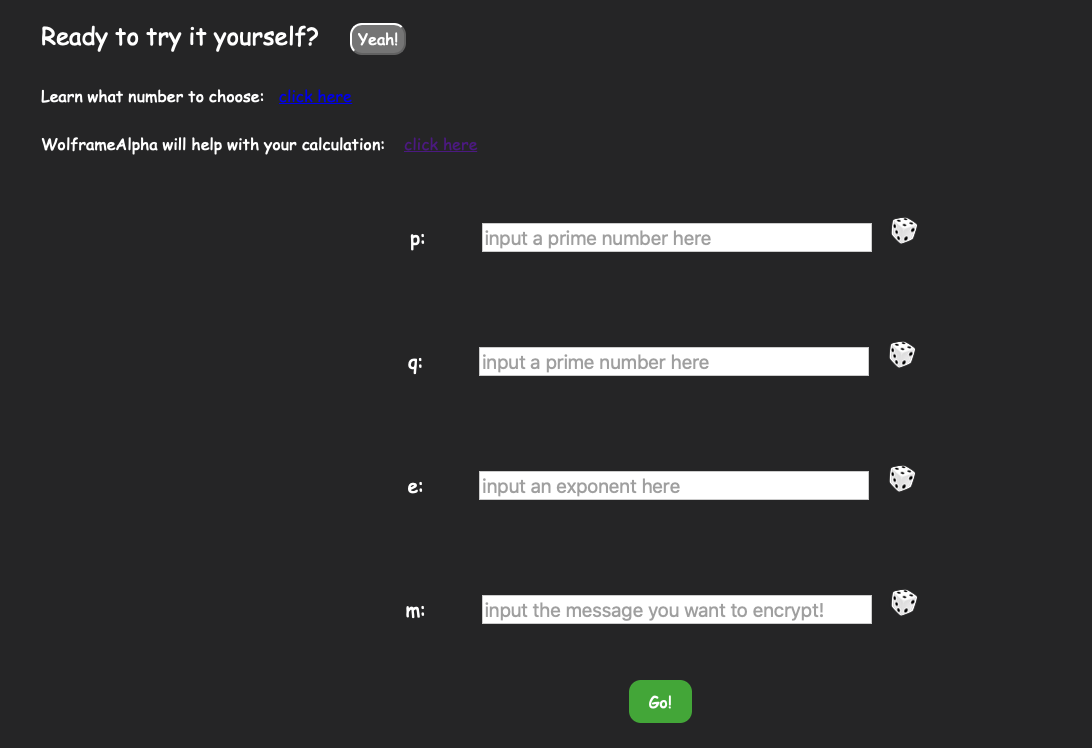 Ready to try it yourself? Yeah!
Learn what number to choose: click here
WolframeAlpha will help with your calculation: click here
p: input a prime number here
q: input a prime number here
e: input an exponent here
m: input the message you want to encrypt!
Go!